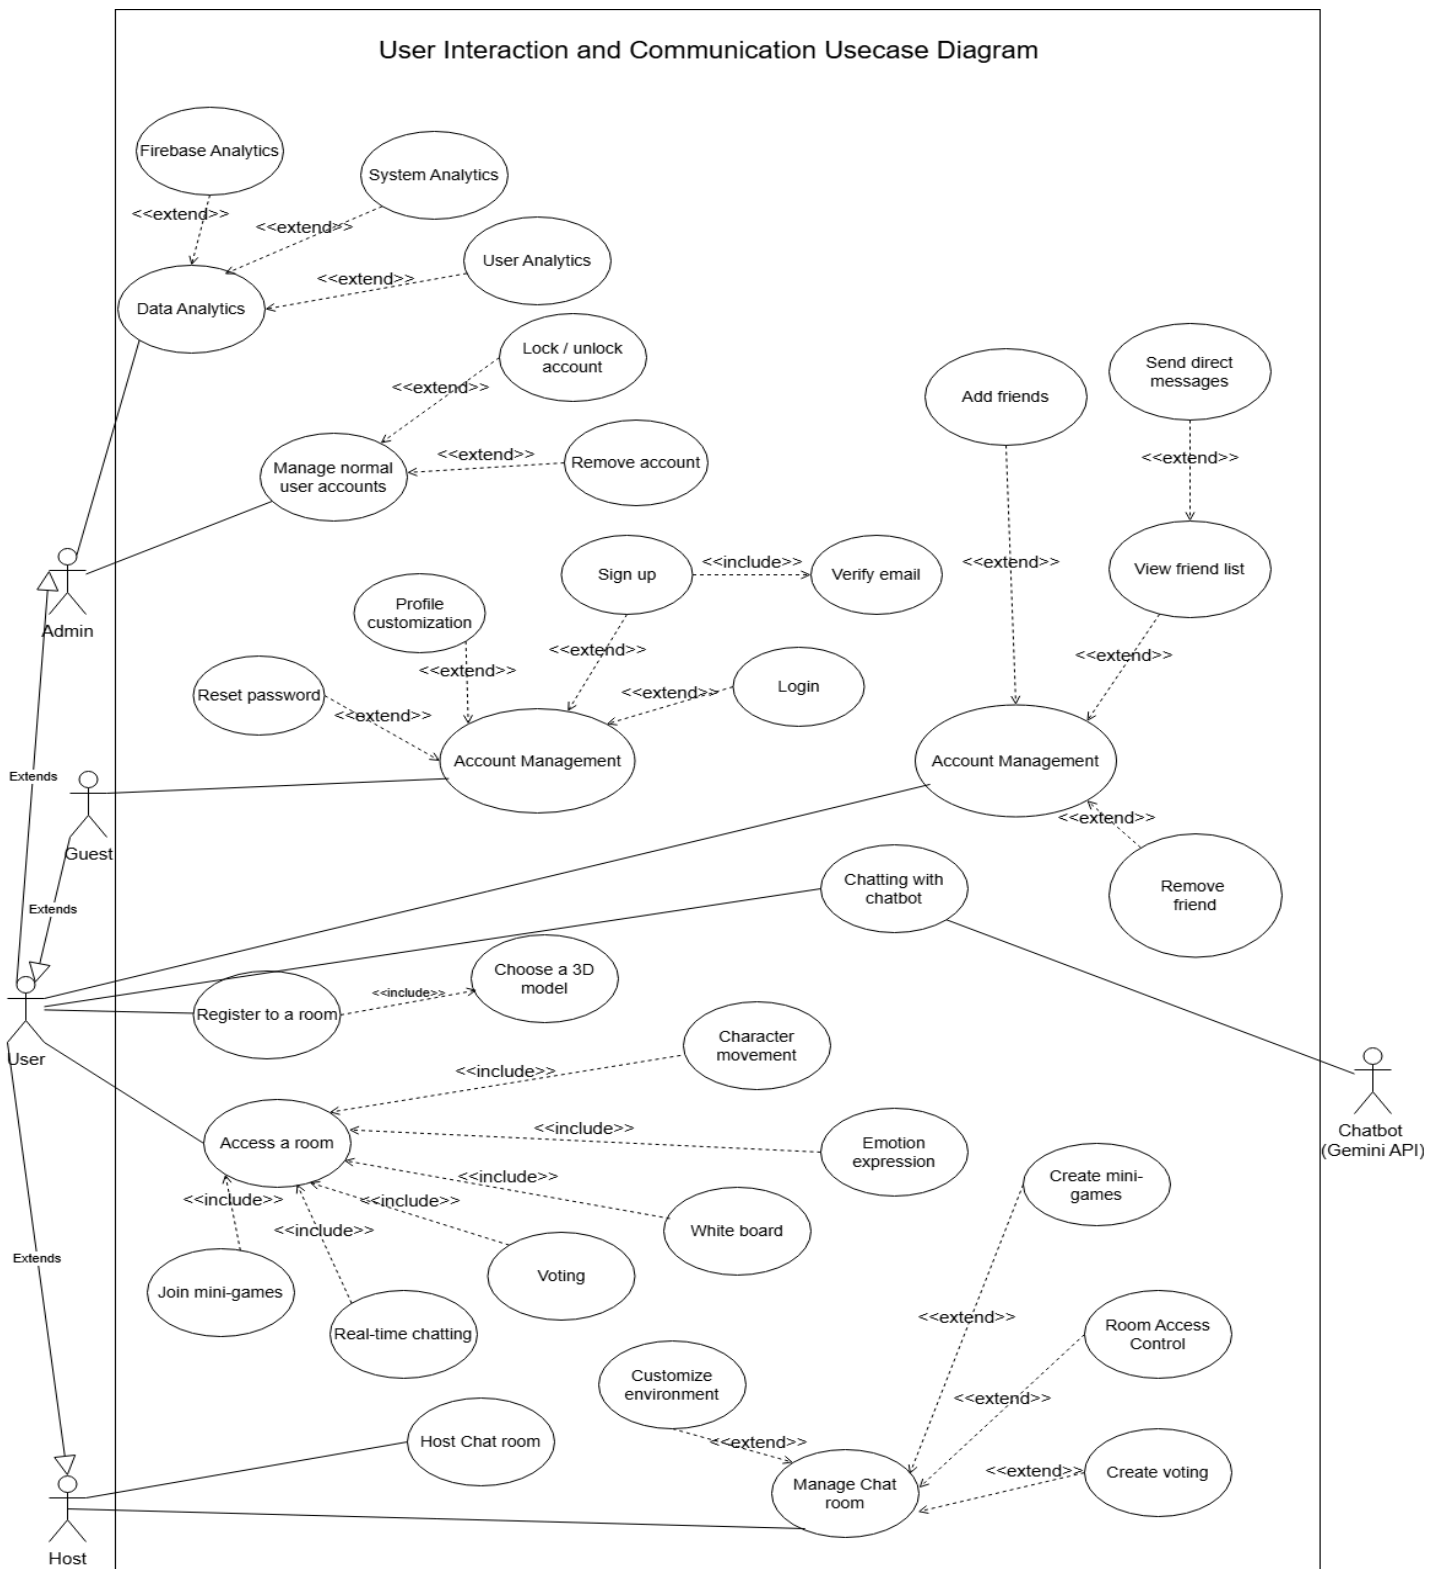 User Interaction and Communication Usecase Diagram
Firebase Analytics
System Analytics
<<extend>>
<<extend>>
User Analytics
<<extend>>
Data Analytics
Lock / unlock
account
<<extend>>
Manage normal
user accounts
<<extend>>
Remove account
Add friends
Send direct
messages
<<extend>>
<<extend>>
View friend list
<<extend>>
Sign up
<<include>>
Verify email
Profile
customization
<<extend>>
<<extend>>
Reset password
<<extend>>
<<extend>>
Login
Account Management
Account Management
<<extend>>
Remove
friend
Admin
Extends
Guest
Extends
Chatting with
chatbot
Choose a 3D
model
<<include>>
Register to a room
User
Character
movement
<<include>>
Access a room
<<include>>
Emotion
expression
<<include>>
<<include>>
<<include>>
<<include>>
White board
Voting
Join mini-games
Real-time chatting
Chatbot
(Gemini API)
Create mini-
games
<<extend>>
Room Access
Control
<<extend>>
Customize
environment
<<extend>>
<<extend>>
Create voting
Manage Chat
room
Extends
Host Chat room
Host